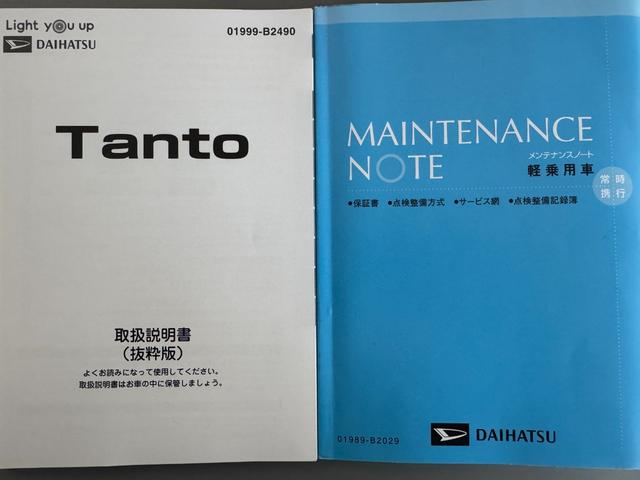 Light you up
DAIHATSU
01999-B2490
Tanto
取扱説明書
(抜粋版)
よくお読みになって使用してください。
取扱説明書はお車の中に保管しましょう。
MAINTENANCE
NOTE
メンテナンスノート
軽乗用車
常時
携行
•保証書 •点検整備方式 •サービス網 •点検整備記録簿
01989-B2029
DAIHATSU